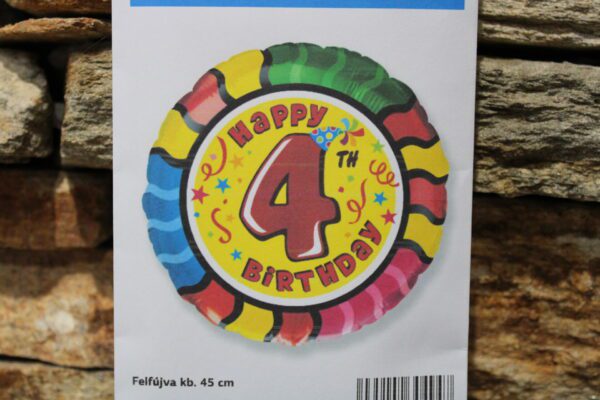 HAPPY
4TH
BiRTHDAY
Felfújva kb. 45 cm